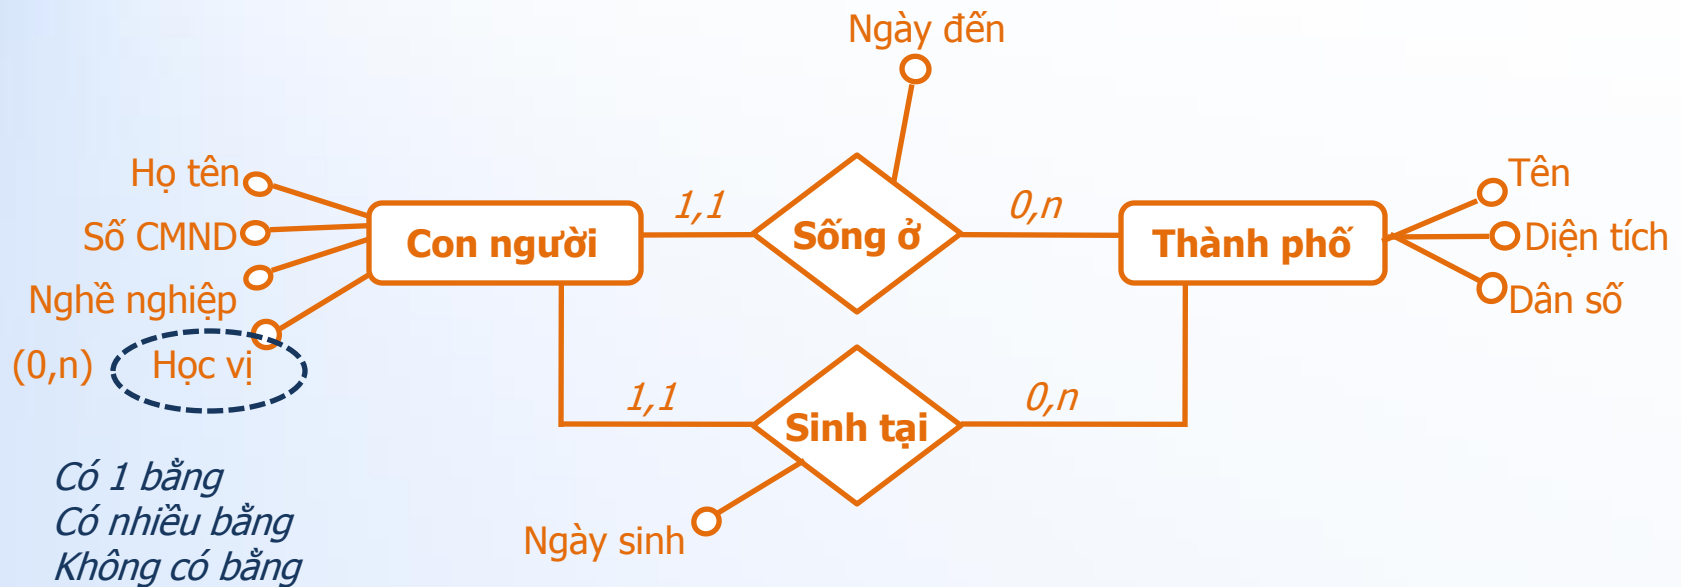 Ngày đến
Họ tên
Số CMND
Nghề nghiệp
(0,n) Học vị
Con người
1,1
Sống ở
0,n
Thành phố
Tên
Diện tích
Dân số
1,1
Sinh tại
0,n
Ngày sinh
Có 1 bằng
Có nhiều bằng
Không có bằng